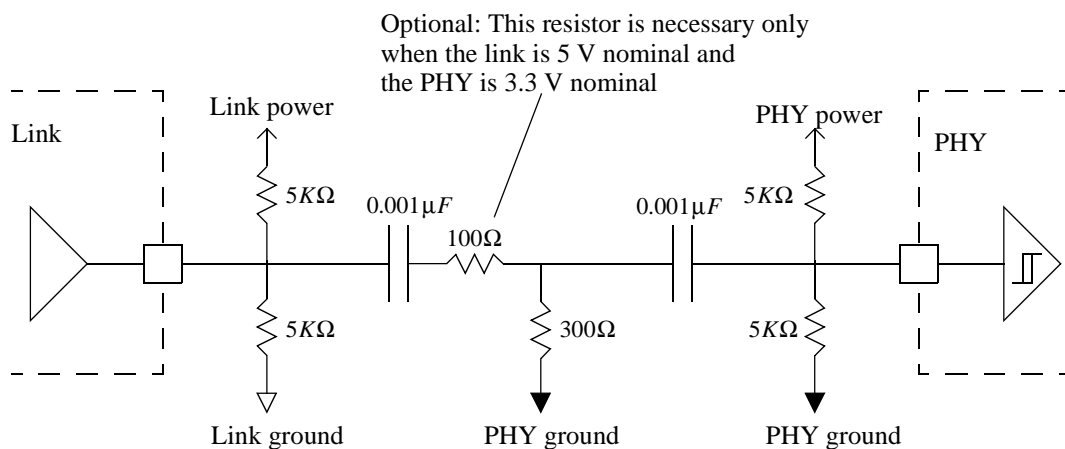 Optional: This resistor is necessary only
when the link is 5 V nominal and
the PHY is 3.3 V nominal
Link power
PHY power
Link
PHY
5KΩ
0.001μF
0.001μF
5KΩ
100Ω
5KΩ
300Ω
5KΩ
Link ground
PHY ground
PHY ground